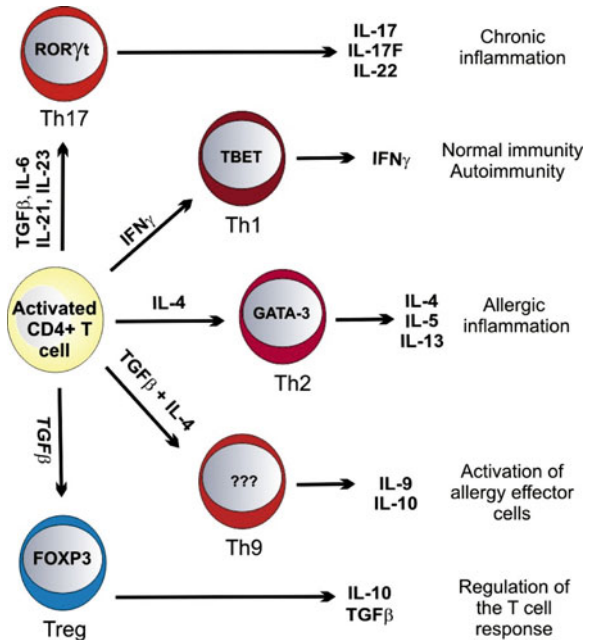 RORγt
Th17
IL-17
IL-17F
IL-22
Chronic
inflammation
TGFβ, IL-6
IL-21, IL-23
TBET
Th1
IFNγ
IFNγ
Normal immunity
Autoimmunity
Activated
CD4+ T
cell
IL-4
GATA-3
Th2
IL-4
IL-5
IL-13
Allergic
inflammation
TGFβ + IL-4
???
Th9
IL-9
IL-10
Activation of
allergy effector
cells
TGFβ
FOXP3
Treg
IL-10
TGFβ
Regulation of
the T cell
response